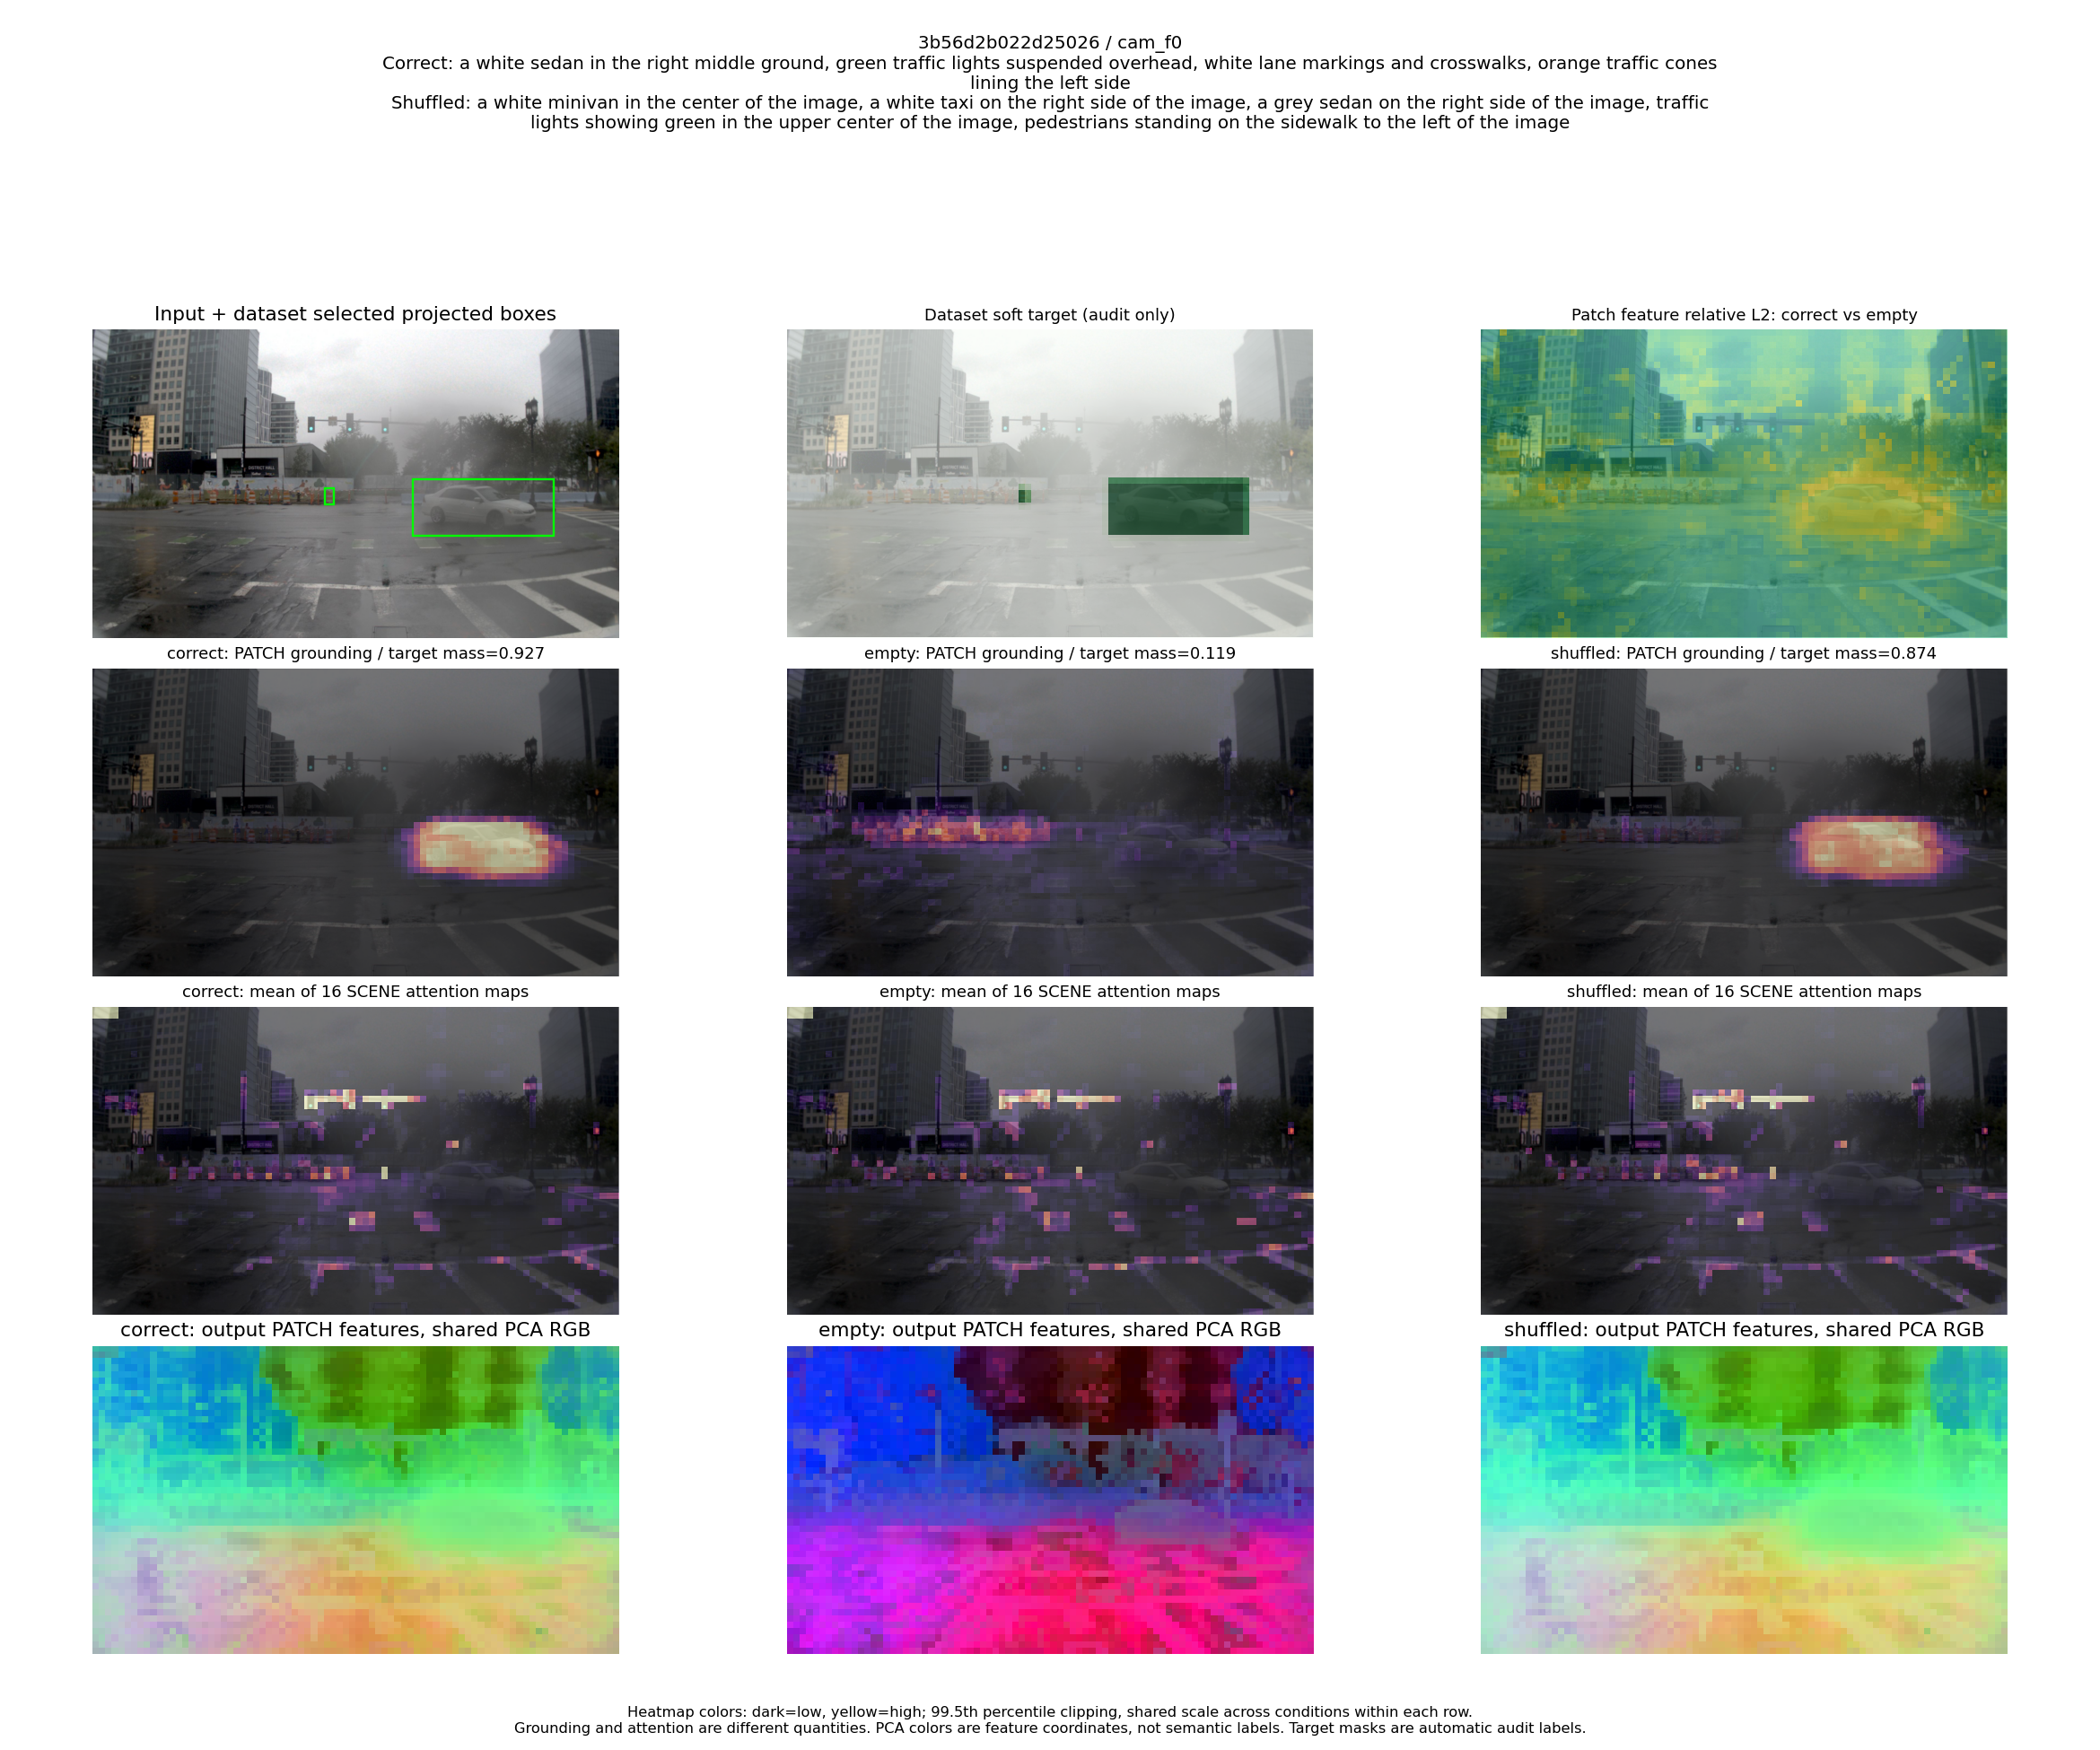 3b56d2b022d25026 / cam_f0
Correct: a white sedan in the right middle ground, green traffic lights suspended overhead, white lane markings and crosswalks, orange traffic cones
lining the left side
Shuffled: a white minivan in the center of the image, a white taxi on the right side of the image, a grey sedan on the right side of the image, traffic
lights showing green in the upper center of the image, pedestrians standing on the sidewalk to the left of the image
Input + dataset selected projected boxes
Dataset soft target (audit only)
Patch feature relative L2: correct vs empty
correct: PATCH grounding / target mass=0.927
empty: PATCH grounding / target mass=0.119
shuffled: PATCH grounding / target mass=0.874
correct: mean of 16 SCENE attention maps
empty: mean of 16 SCENE attention maps
shuffled: mean of 16 SCENE attention maps
correct: output PATCH features, shared PCA RGB
empty: output PATCH features, shared PCA RGB
shuffled: output PATCH features, shared PCA RGB
Heatmap colors: dark=low, yellow=high; 99.5th percentile clipping, shared scale across conditions within each row.
Grounding and attention are different quantities. PCA colors are feature coordinates, not semantic labels. Target masks are automatic audit labels.